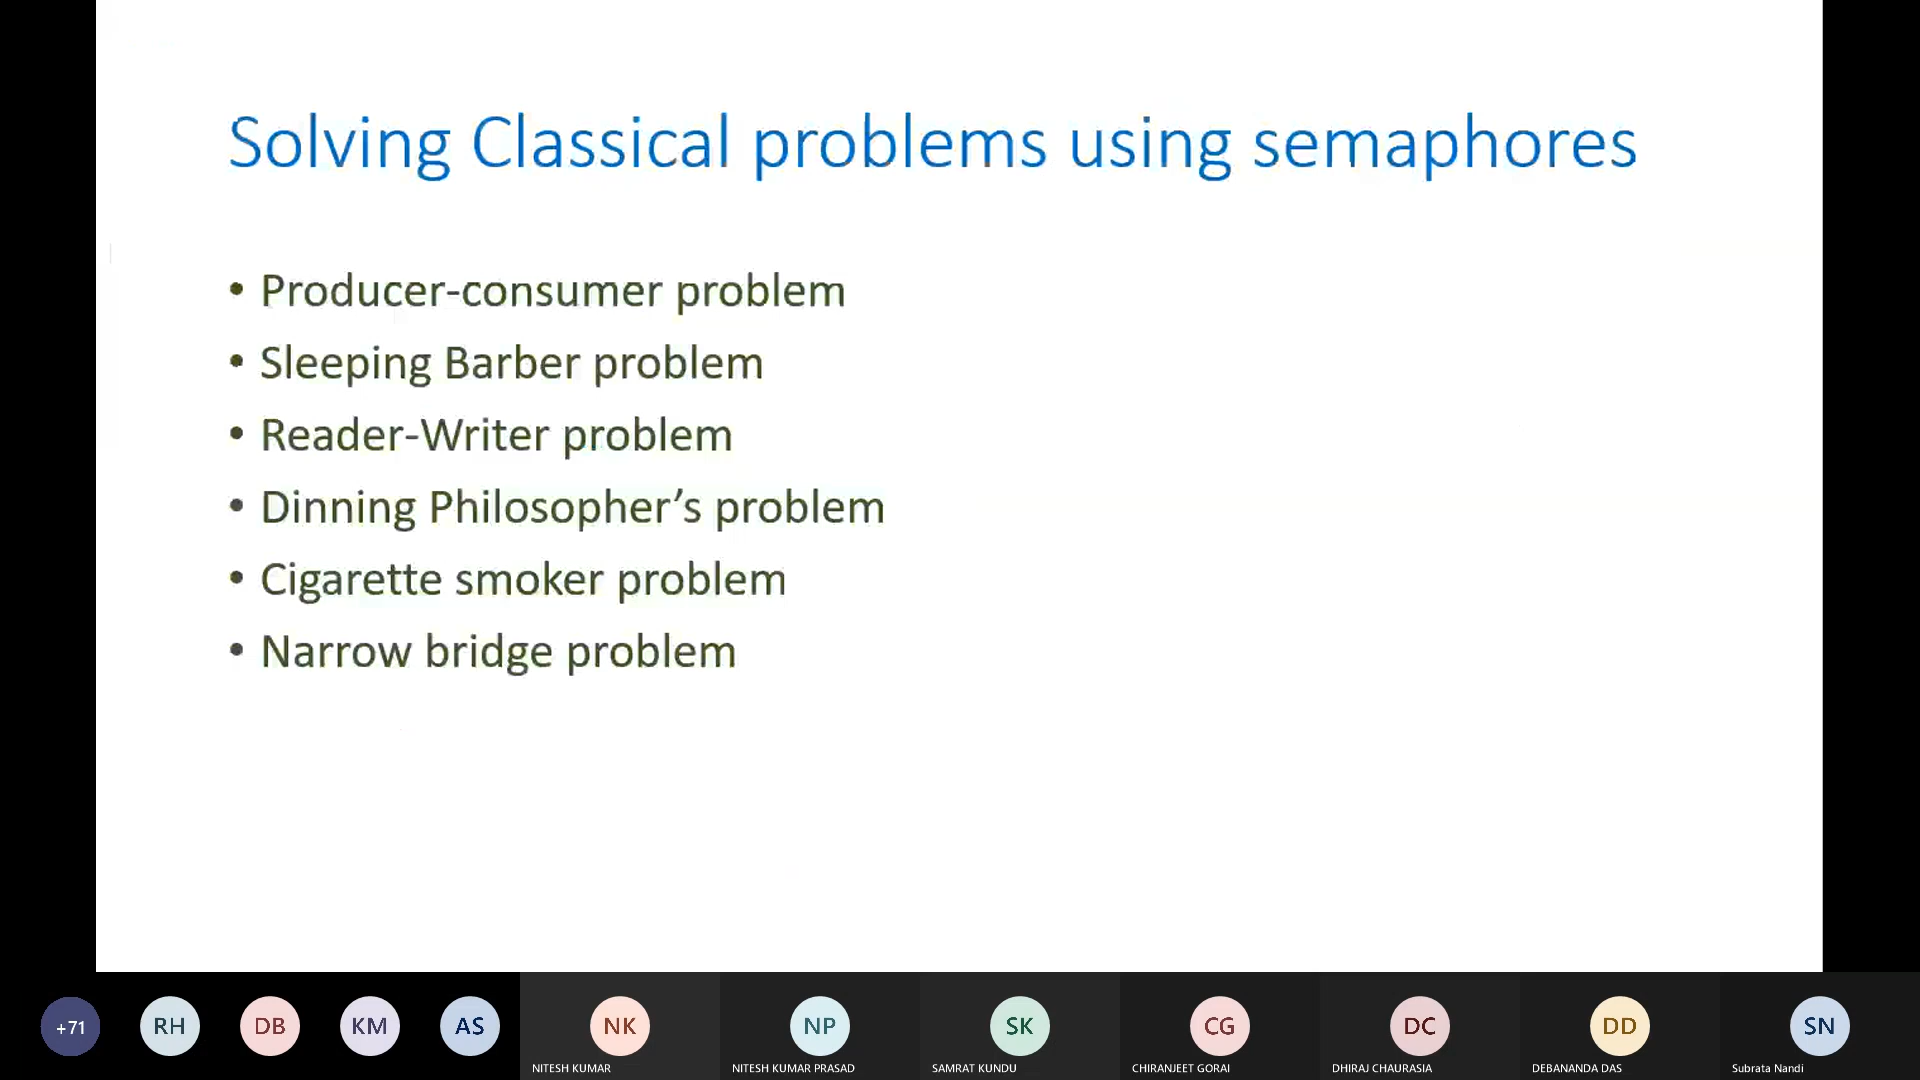 Solving Classical problems using semaphores
• Producer-consumer problem
• Sleeping Barber problem
• Reader-Writer problem
• Dinning Philosopher’s problem
• Cigarette smoker problem
• Narrow bridge problem
+71 RH DB KM AS NK NP SK CG DC DD SN
NITESH KUMAR NITESH KUMAR PRASAD SAMRAT KUNDU CHIRANJEET GORAI DHIRAJ CHAURASIA DEBANANDA DAS Subrata Nandi